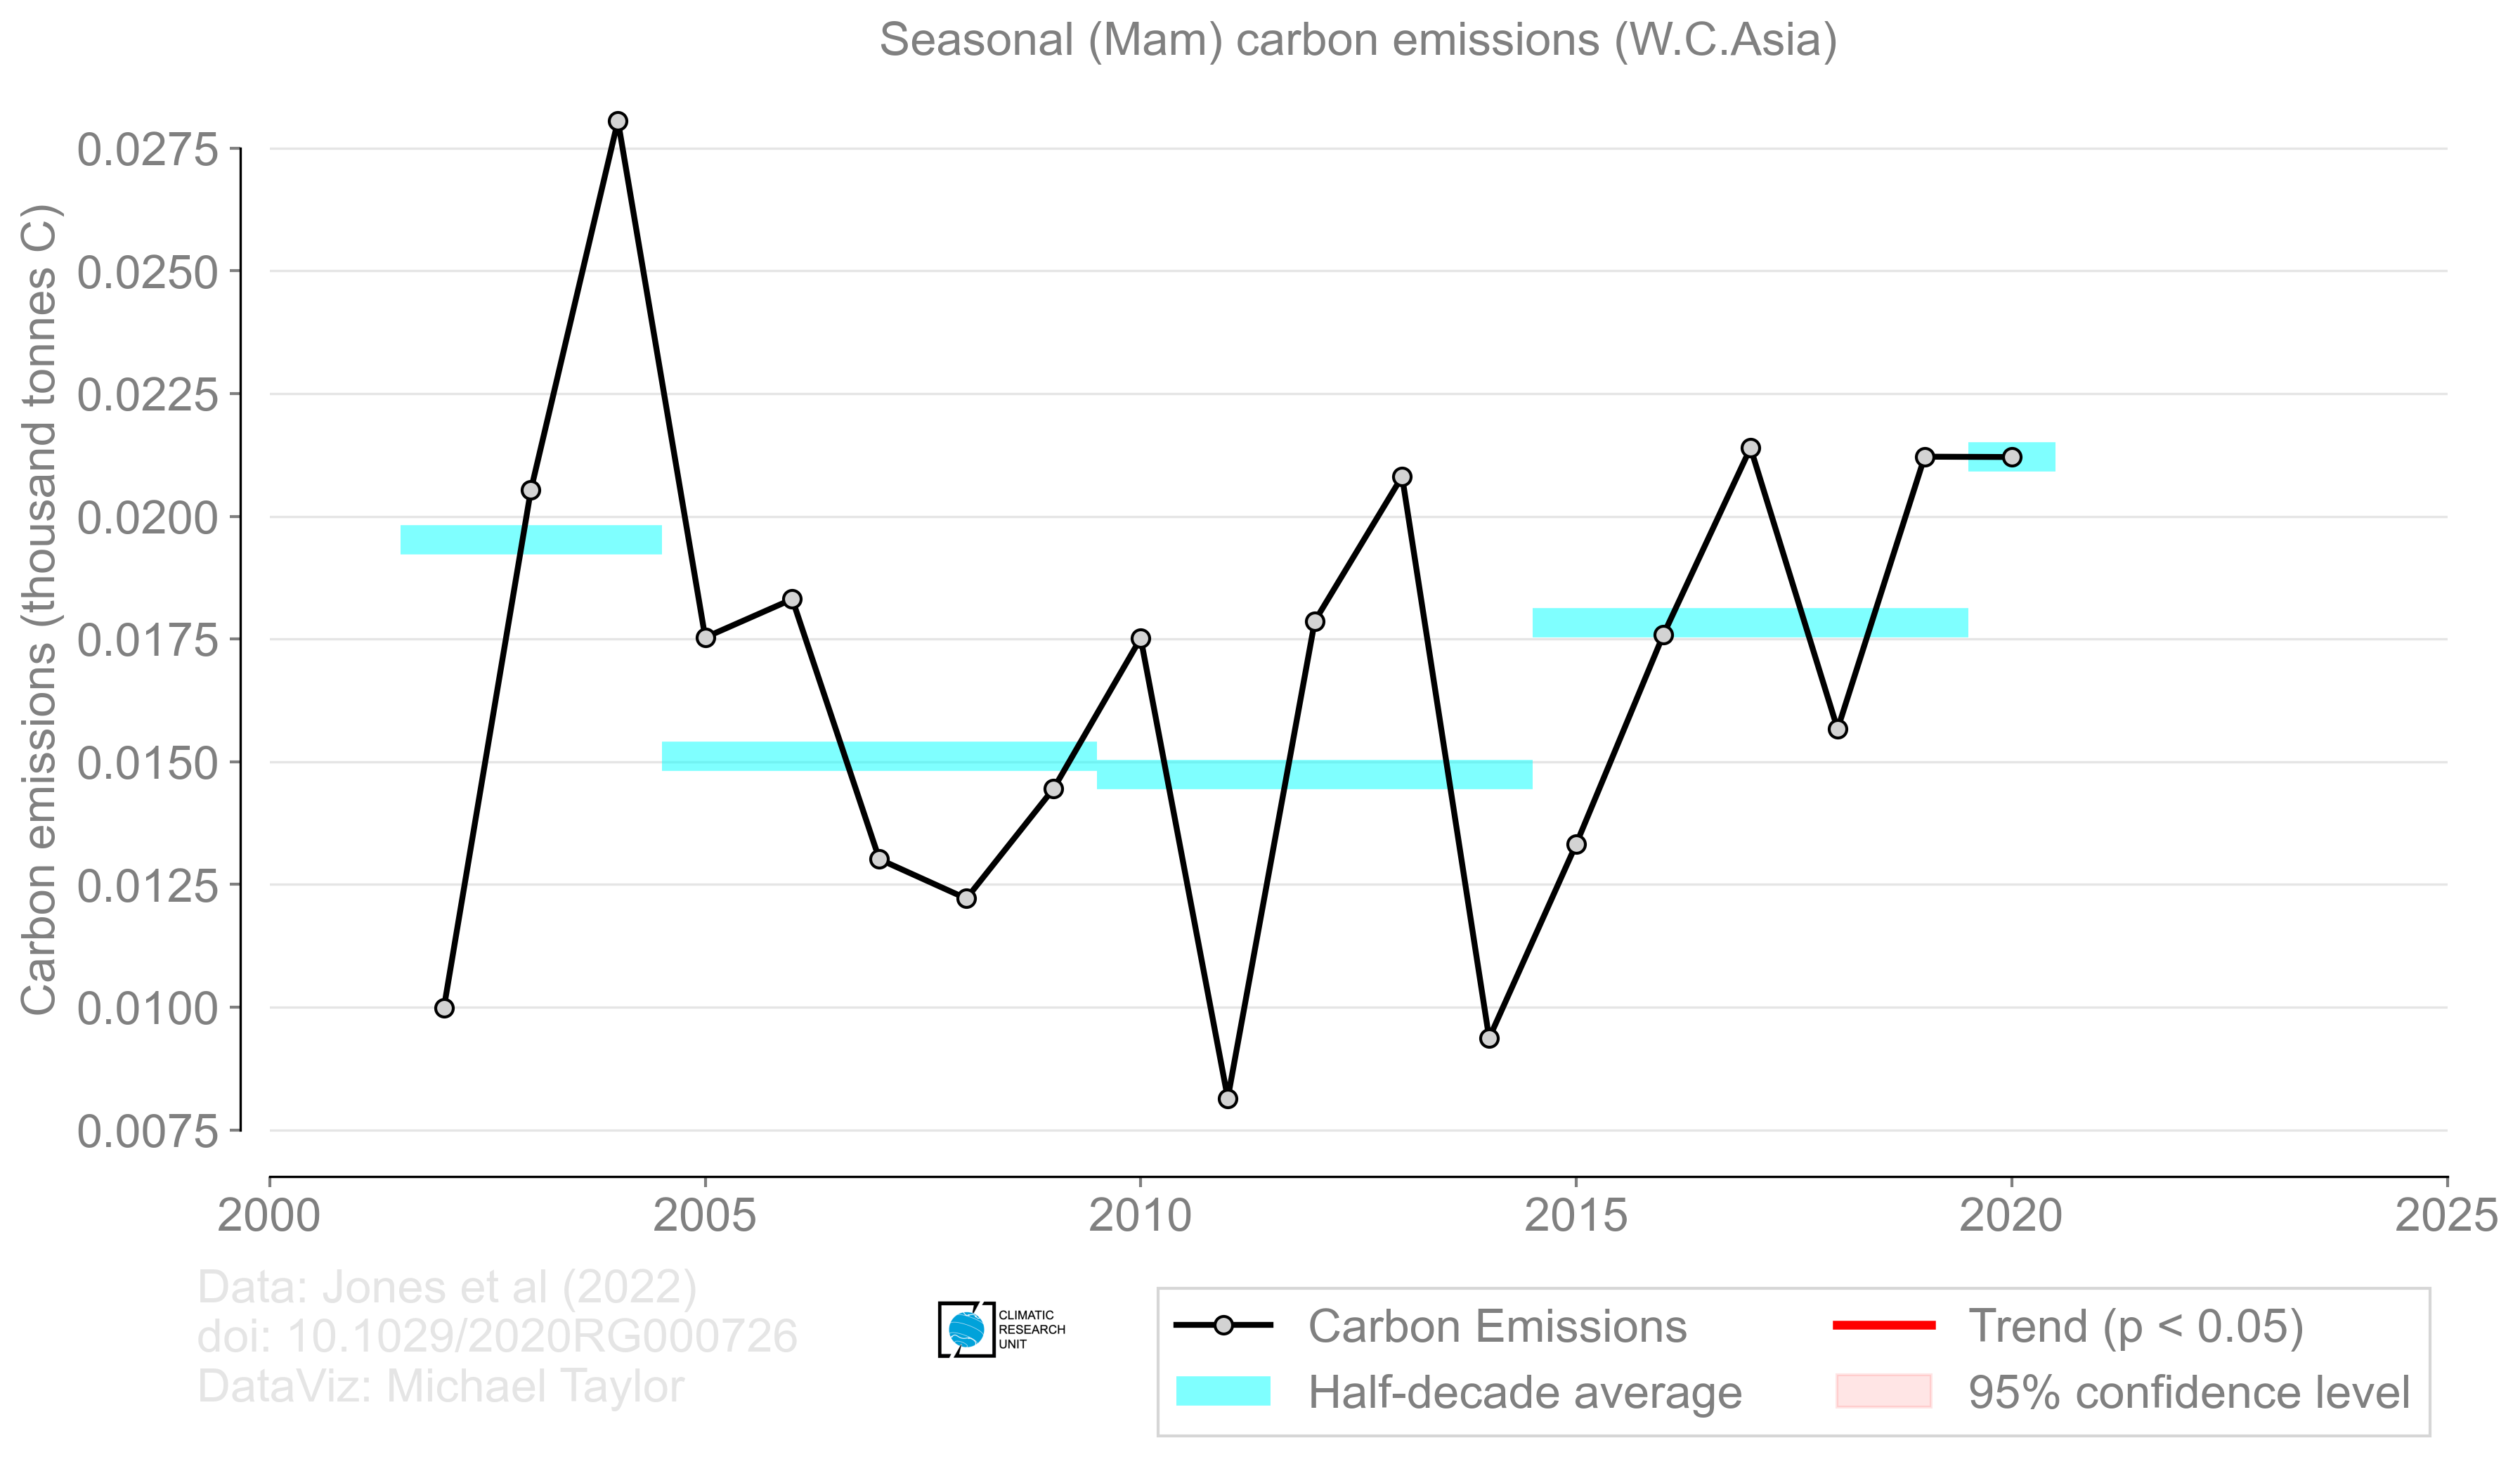 Seasonal (Mam) carbon emissions (W.C.Asia)
Carbon emissions (thousand tonnes C)
0.0275
0.0250
0.0225
0.0200
0.0175
0.0150
0.0125
0.0100
0.0075
2000 2005 2010 2015 2020 2025
Data: Jones et al (2022)
doi: 10.1029/2020RG000726
DataViz: Michael Taylor
CLIMATIC
RESEARCH
UNIT
Carbon Emissions
Half-decade average
Trend (p < 0.05)
95% confidence level